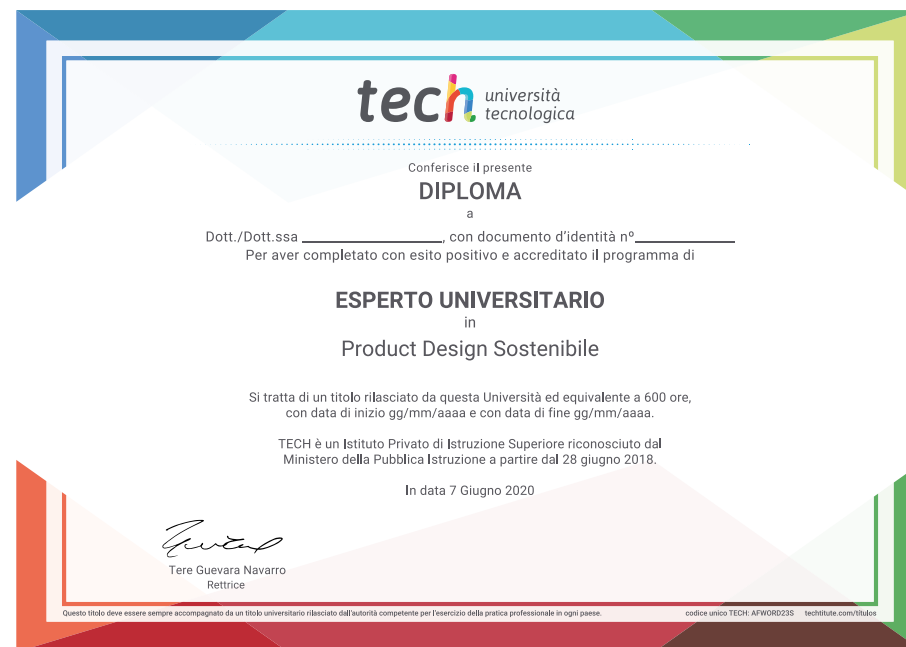 tech università
tecnologica
Conferisce il presente
DIPLOMA
a
Dott./Dott.ssa ____________, con documento d'identità nº____________
Per aver completato con esito positivo e accreditato il programma di
ESPERTO UNIVERSITARIO
in
Product Design Sostenibile
Si tratta di un titolo rilasciato da questa Università ed equivalente a 600 ore,
con data di inizio gg/mm/aaaa e con data di fine gg/mm/aaaa.
TECH è un Istituto Privato di Istruzione Superiore riconosciuto dal
Ministero della Pubblica Istruzione a partire dal 28 giugno 2018.
In data 7 Giugno 2020
Tere Guevara Navarro
Rettrice
Questo titolo deve essere sempre accompagnato da un titolo universitario rilasciato dall'autorità competente per l'esercizio della pratica professionale in ogni paese. codice unico TECH: AFWORD23S techtitute.com/titulos